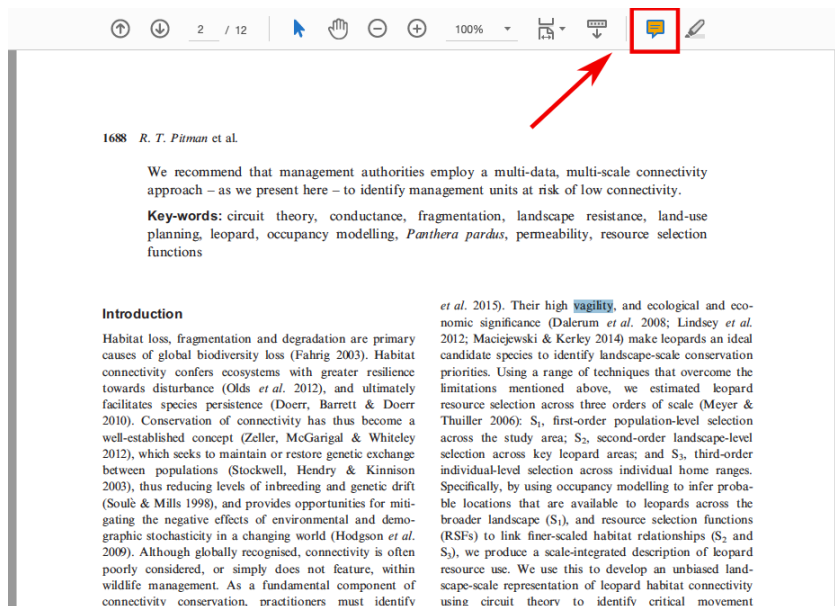 2 / 12 100%
1688 R. T. Pitman et al.
We recommend that management authorities employ a multi-data, multi-scale connectivity
approach – as we present here – to identify management units at risk of low connectivity.
Key-words: circuit theory, conductance, fragmentation, landscape resistance, land-use
planning, leopard, occupancy modelling, Panthera pardus, permeability, resource selection
functions
Introduction
Habitat loss, fragmentation and degradation are primary
causes of global biodiversity loss (Fahrig 2003). Habitat
connectivity confers ecosystems with greater resilience
towards disturbance (Olds et al. 2012), and ultimately
facilitates species persistence (Doerr, Barrett & Doerr
2010). Conservation of connectivity has thus become a
well-established concept (Zeller, McGarigal & Whiteley
2012), which seeks to maintain or restore genetic exchange
between populations (Stockwell, Hendry & Kinnison
2003), thus reducing levels of inbreeding and genetic drift
(Soulè & Mills 1998), and provides opportunities for miti-
gating the negative effects of environmental and demo-
graphic stochasticity in a changing world (Hodgson et al.
2009). Although globally recognised, connectivity is often
poorly considered, or simply does not feature, within
wildlife management. As a fundamental component of
connectivity conservation, practitioners must identify
et al. 2015). Their high vagility, and ecological and eco-
nomic significance (Dalerum et al. 2008; Lindsey et al.
2012; Maciejewski & Kerley 2014) make leopards an ideal
candidate species to identify landscape-scale conservation
priorities. Using a range of techniques that overcome the
limitations mentioned above, we estimated leopard
resource selection across three orders of scale (Meyer &
Thuiller 2006): S₁, first-order population-level selection
across the study area; S₂, second-order landscape-level
selection across key leopard areas; and S₃, third-order
individual-level selection across individual home ranges.
Specifically, by using occupancy modelling to infer proba-
ble locations that are available to leopards across the
broader landscape (S₁), and resource selection functions
(RSFs) to link finer-scaled habitat relationships (S₂ and
S₃), we produce a scale-integrated description of leopard
resource use. We use this to develop an unbiased land-
scape-scale representation of leopard habitat connectivity
using circuit theory to identify critical movement